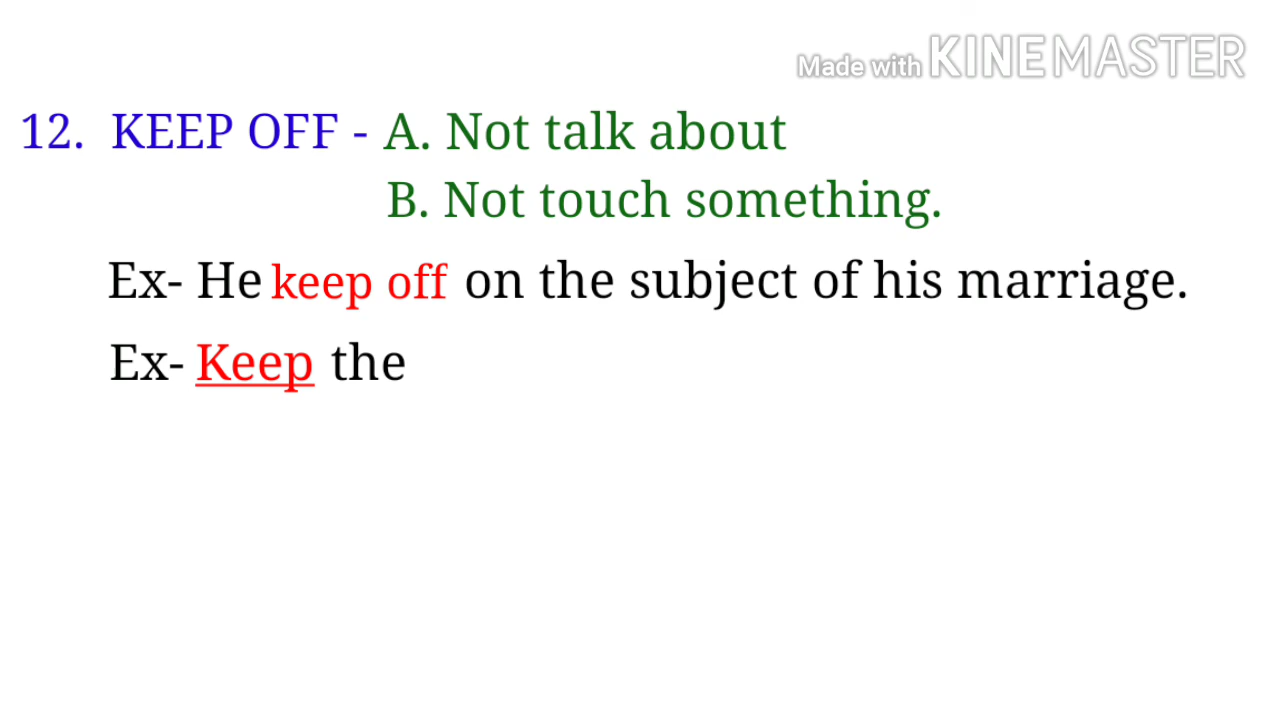 Made with KINEMASTER
12. KEEP OFF - A. Not talk about
B. Not touch something.
Ex- He keep off on the subject of his marriage.
Ex- Keep the